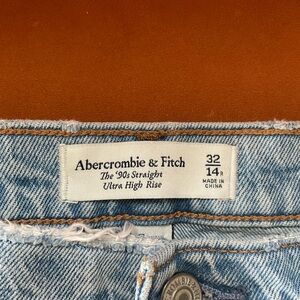 Abercrombie & Fitch
The '90s Straight
Ultra High Rise
32
14R
MADE IN
CHINA